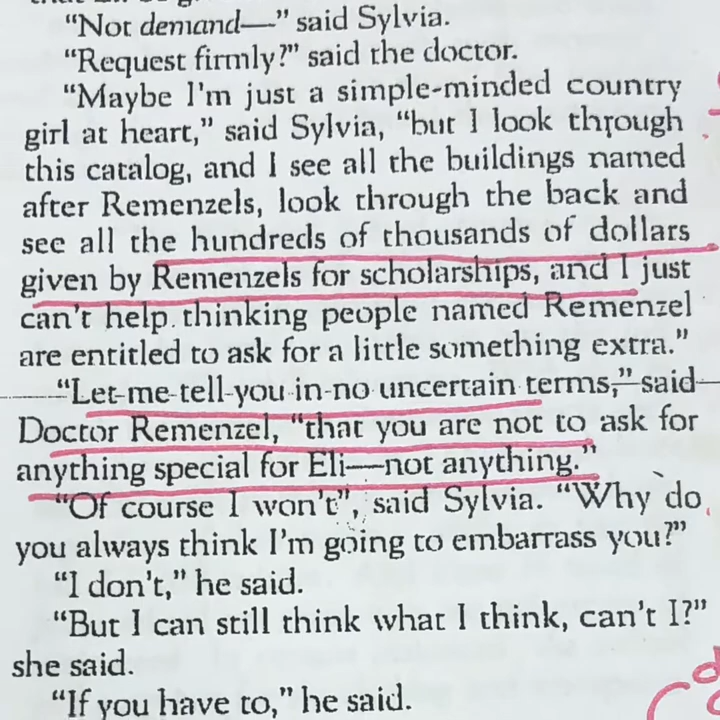 "Not demand—" said Sylvia.
"Request firmly?" said the doctor.
"Maybe I'm just a simple-minded country
girl at heart," said Sylvia, "but I look through
this catalog, and I see all the buildings named
after Remenzels, look through the back and
see all the hundreds of thousands of dollars
given by Remenzels for scholarships, and I just
can't help thinking people named Remenzel
are entitled to ask for a little something extra."
"Let me tell you in no uncertain terms," said
Doctor Remenzel, "that you are not to ask for
anything special for Eli—not anything."
"Of course I won't", said Sylvia. "Why do
you always think I'm going to embarrass you?"
"I don't," he said.
"But I can still think what I think, can't I?"
she said.
"If you have to," he said.